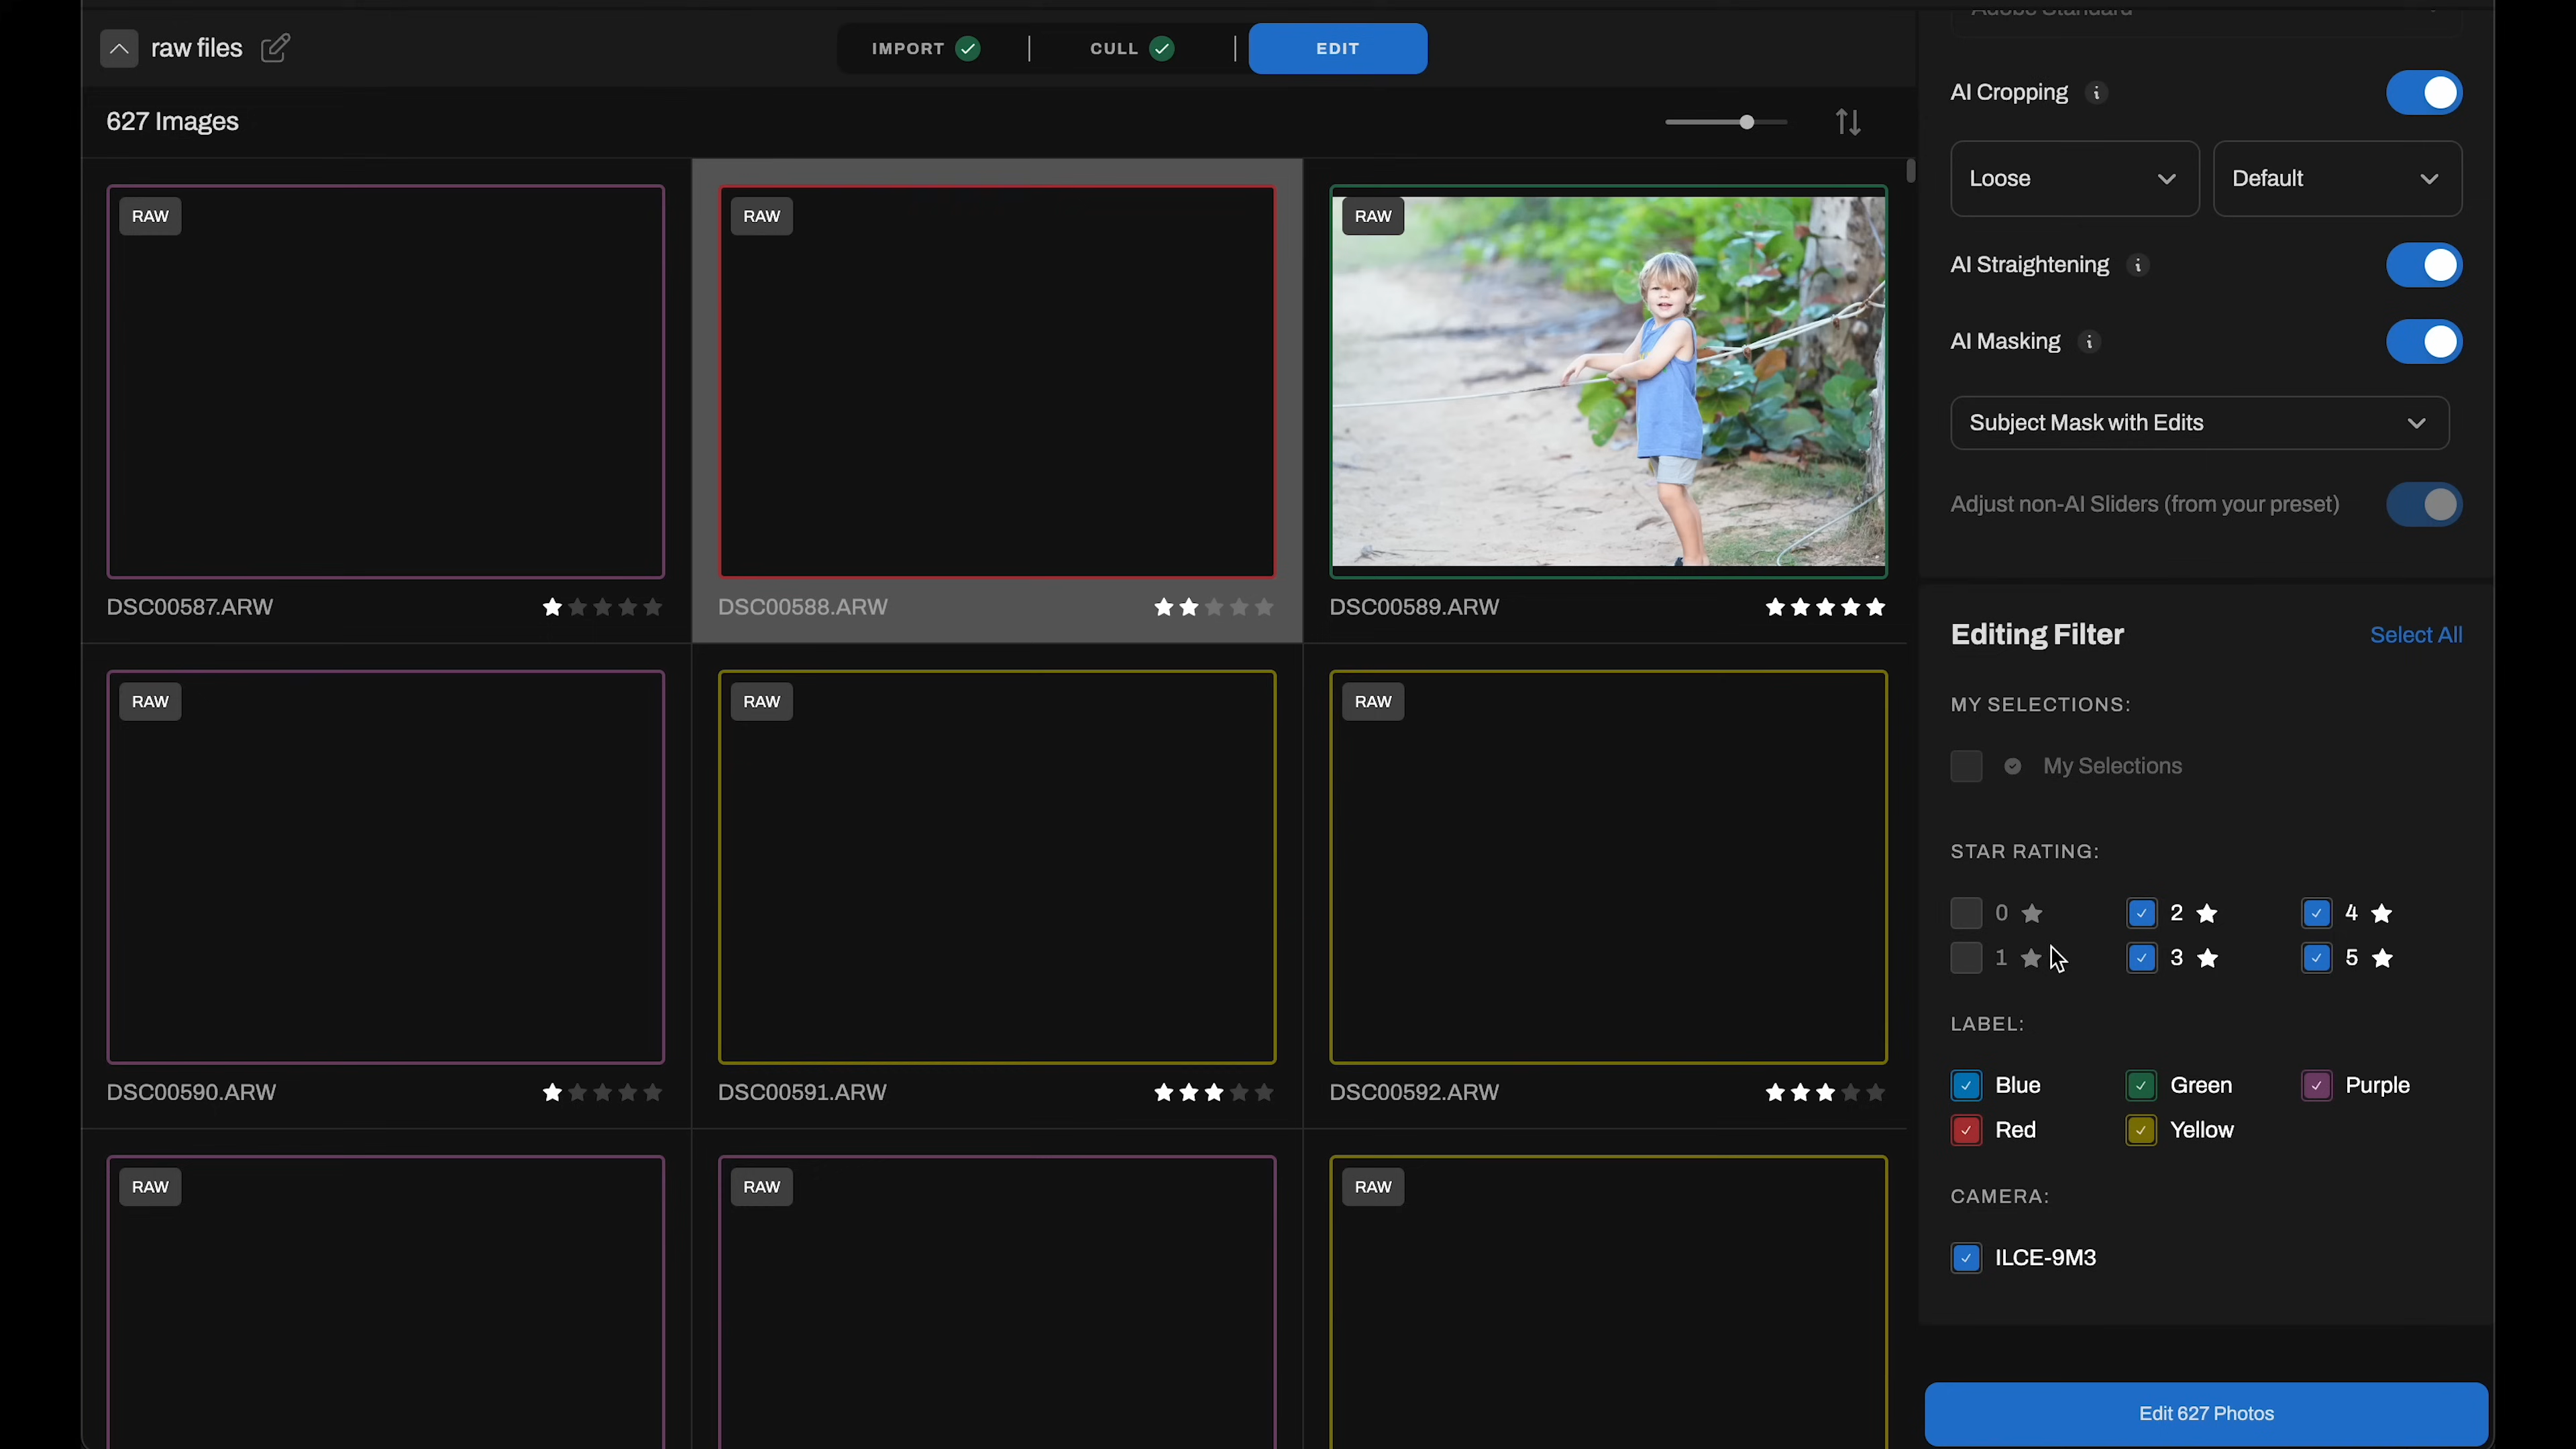 raw files
IMPORT
CULL
EDIT
627 Images
RAW
RAW
RAW
DSC00587.ARW
DSC00588.ARW
DSC00589.ARW
RAW
RAW
RAW
DSC00590.ARW
DSC00591.ARW
DSC00592.ARW
RAW
RAW
RAW
Adobe Standard
AI Cropping
Loose
Default
AI Straightening
AI Masking
Subject Mask with Edits
Adjust non-AI Sliders (from your preset)
Editing Filter
Select All
MY SELECTIONS:
My Selections
STAR RATING:
0
2
4
1
3
5
LABEL:
Blue
Green
Purple
Red
Yellow
CAMERA:
ILCE-9M3
Edit 627 Photos